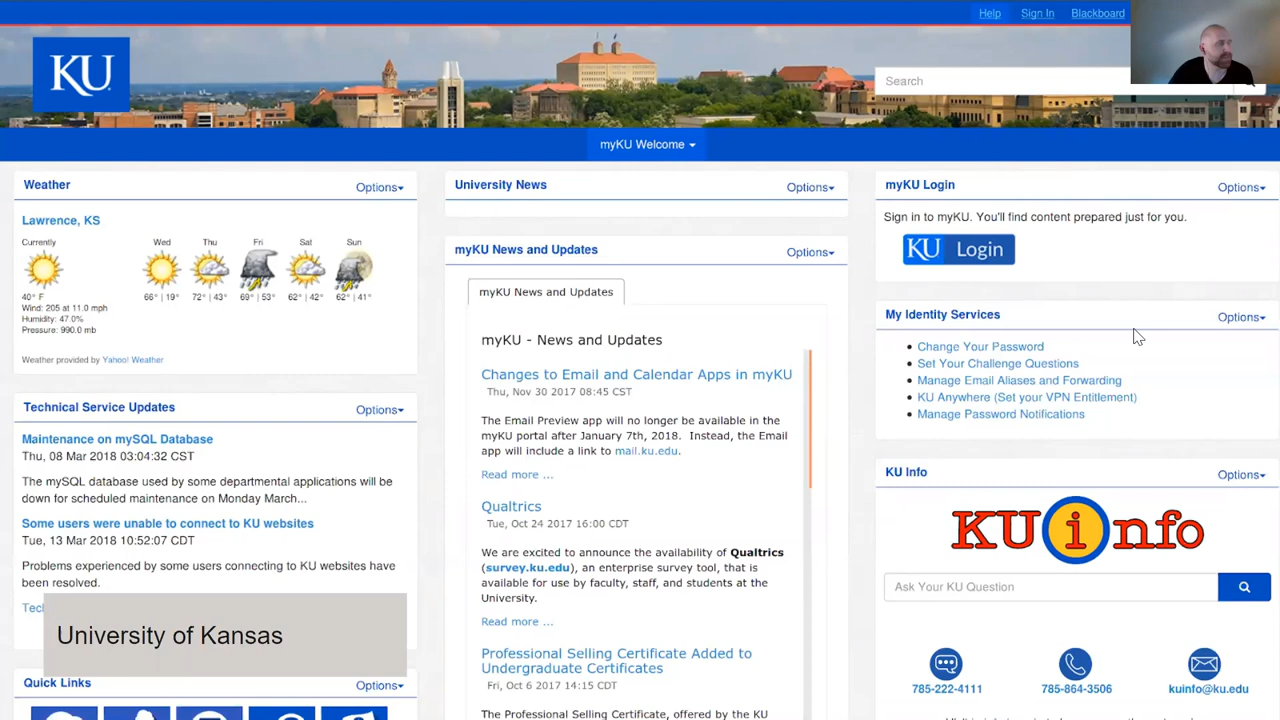 Help Sign In Blackboard
KU
Search
myKU Welcome
Weather Options
Lawrence, KS
Currently Wed Thu Fri Sat Sun
40° F 66° | 19° 72° | 43° 69° | 53° 62° | 42° 62° | 41°
Wind: 205 at 11.0 mph
Humidity: 47.0%
Pressure: 990.0 mb
Weather provided by Yahoo! Weather
Technical Service Updates Options
Maintenance on mySQL Database
Thu, 08 Mar 2018 03:04:32 CST
The mySQL database used by some departmental applications will be
down for scheduled maintenance on Monday March...
Some users were unable to connect to KU websites
Tue, 13 Mar 2018 10:52:07 CDT
Problems experienced by some users connecting to KU websites have
been resolved.
University of Kansas
Quick Links Options
University News Options
myKU News and Updates Options
myKU News and Updates
myKU - News and Updates
Changes to Email and Calendar Apps in myKU
Thu, Nov 30 2017 08:45 CST
The Email Preview app will no longer be available in the
myKU portal after January 7th, 2018. Instead, the Email
app will include a link to mail.ku.edu.
Read more ...
Qualtrics
Tue, Oct 24 2017 16:00 CDT
We are excited to announce the availability of Qualtrics
(survey.ku.edu), an enterprise survey tool, that is
available for use by faculty, staff, and students at the
University.
Read more ...
Professional Selling Certificate Added to
Undergraduate Certificates
Fri, Oct 6 2017 14:15 CDT
The Professional Selling Certificate, offered by the KU
myKU Login Options
Sign in to myKU. You'll find content prepared just for you.
KU Login
My Identity Services Options
Change Your Password
Set Your Challenge Questions
Manage Email Aliases and Forwarding
KU Anywhere (Set your VPN Entitlement)
Manage Password Notifications
KU Info Options
KU info
Ask Your KU Question
785-222-4111 785-864-3506 kuinfo@ku.edu